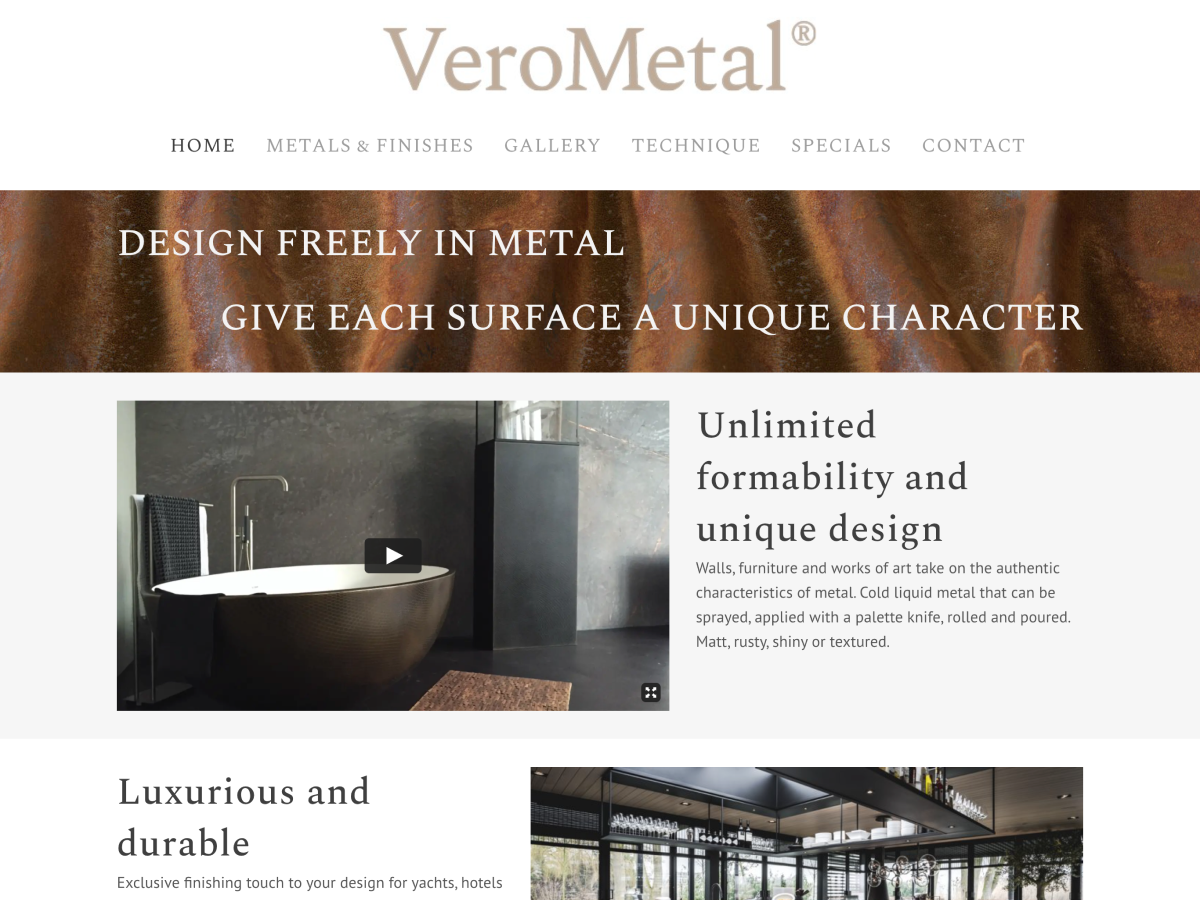 VeroMetal®
HOME METALS & FINISHES GALLERY TECHNIQUE SPECIALS CONTACT
DESIGN FREELY IN METAL
GIVE EACH SURFACE A UNIQUE CHARACTER
Unlimited
formability and
unique design
Walls, furniture and works of art take on the authentic
characteristics of metal. Cold liquid metal that can be
sprayed, applied with a palette knife, rolled and poured.
Matt, rusty, shiny or textured.
Luxurious and
durable
Exclusive finishing touch to your design for yachts, hotels